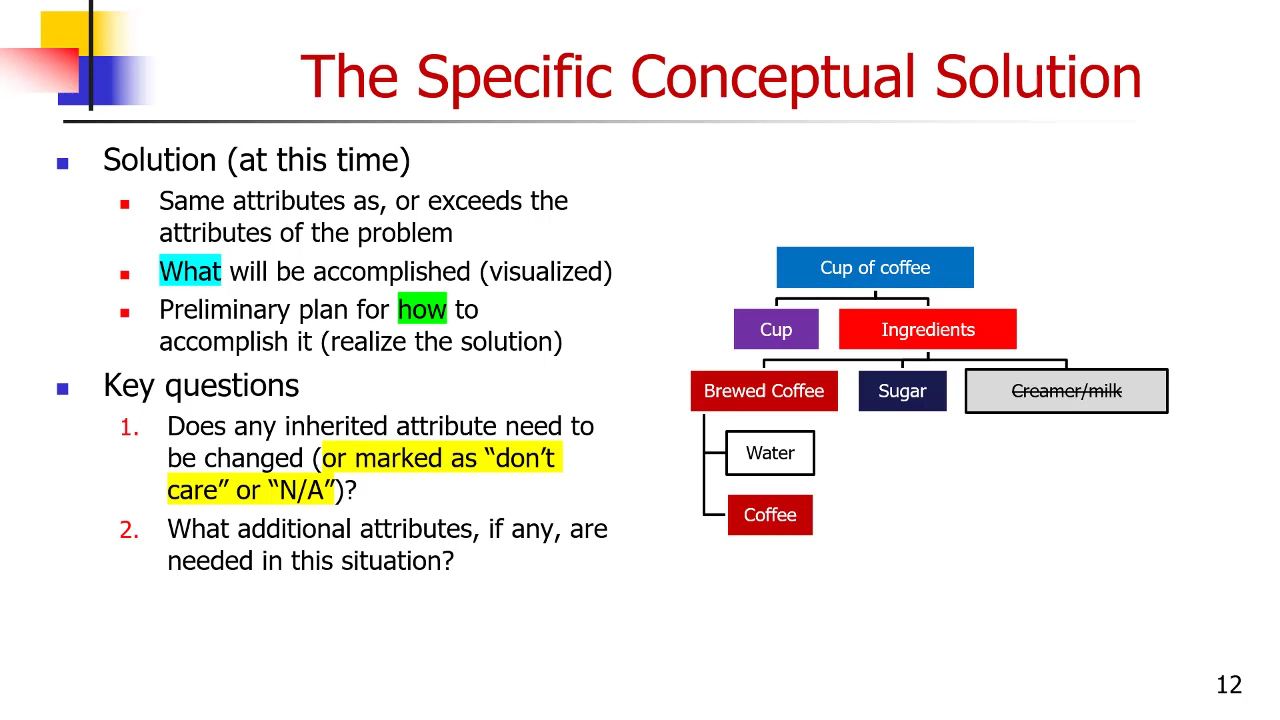 The Specific Conceptual Solution
Solution (at this time)
Same attributes as, or exceeds the
attributes of the problem
What will be accomplished (visualized)
Preliminary plan for how to
accomplish it (realize the solution)
Key questions
1. Does any inherited attribute need to
be changed (or marked as “don’t
care” or “N/A”)?
2. What additional attributes, if any, are
needed in this situation?
Cup of coffee
Cup
Ingredients
Brewed Coffee
Sugar
Creamer/milk
Water
Coffee
12